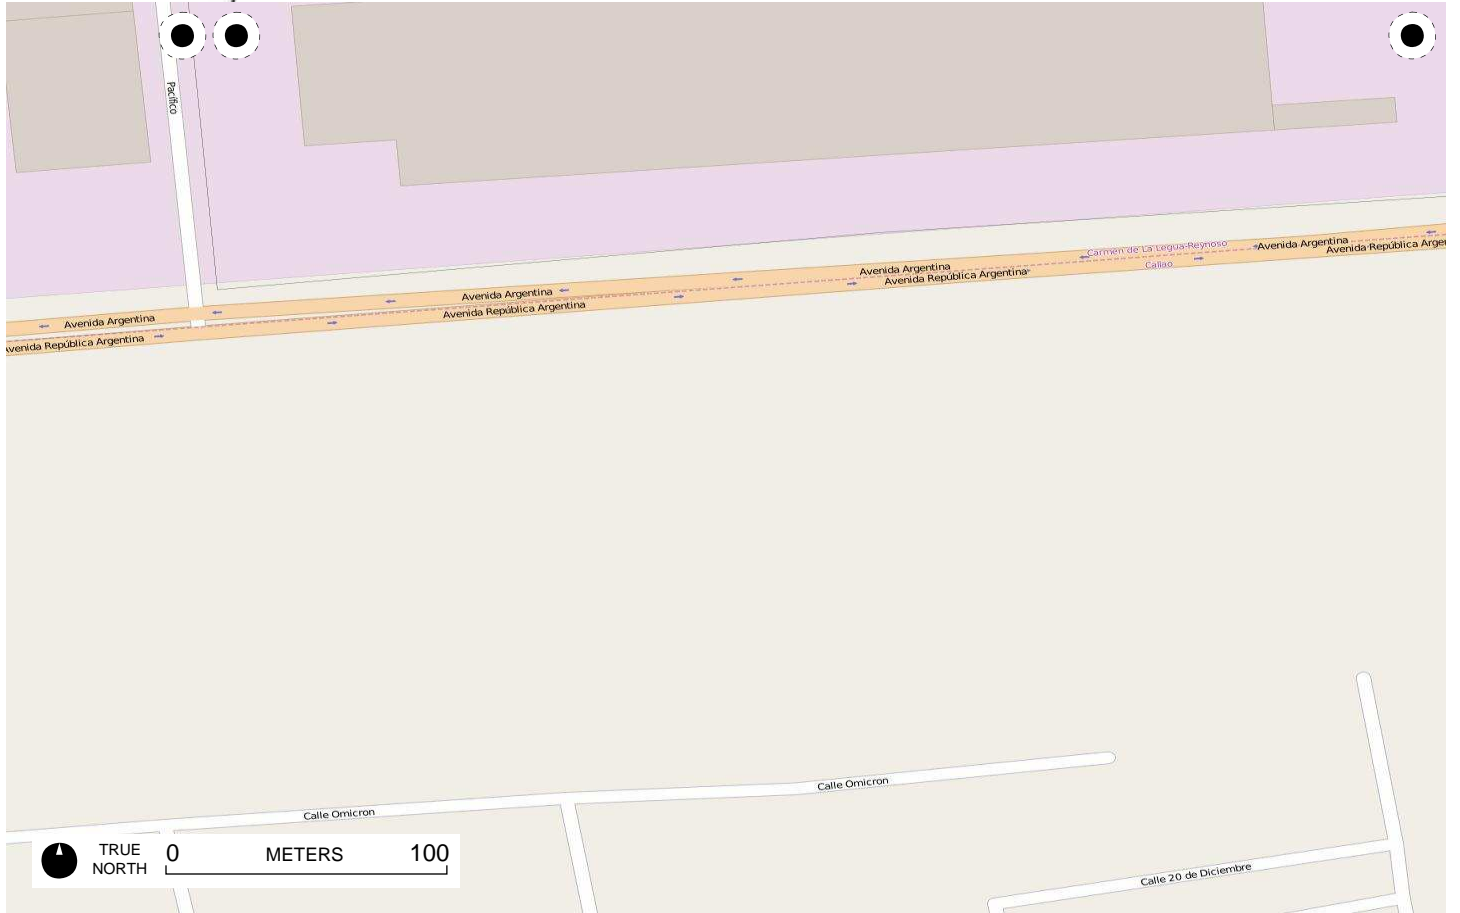 Pacífico
Carmen de La Legua-Reynoso
Avenida Argentina
Avenida República Arger
Callao
Avenida Argentina
Avenida República Argentina
Avenida Argentina
Avenida República Argentina
Avenida Argentina
Avenida República Argentina
Calle Omicron
Calle Omicron
Calle 20 de Diciembre
TRUE NORTH
0 METERS 100